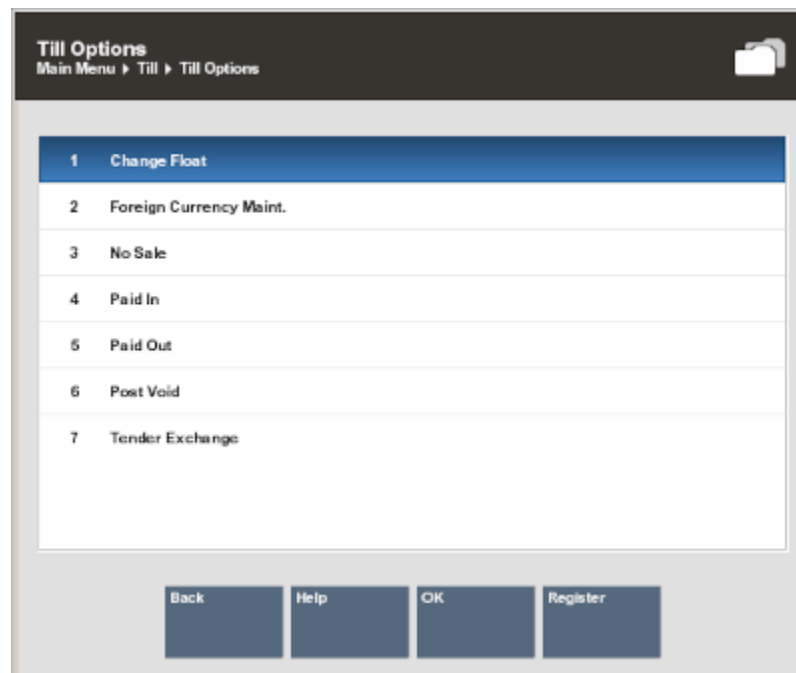 Till Options
Main Menu ▸ Till ▸ Till Options
1 Change Float
2 Foreign Currency Maint.
3 No Sale
4 Paid In
5 Paid Out
6 Post Void
7 Tender Exchange
Back Help OK Register